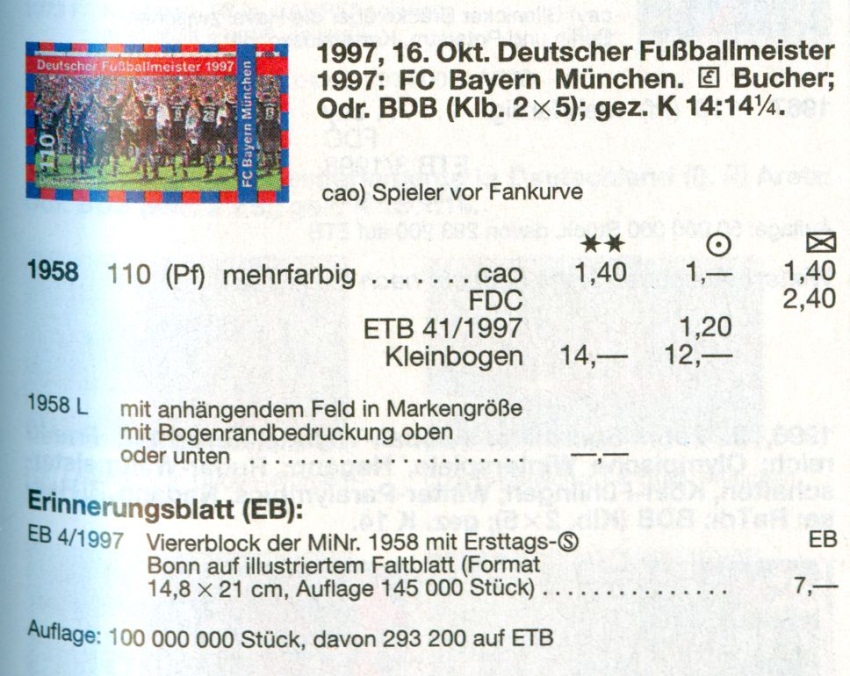 Deutscher Fußballmeister 1997
FC Bayern München
110
1997, 16. Okt. Deutscher Fußballmeister
1997: FC Bayern München. E Bucher;
Odr. BDB (Klb. 2×5); gez. K 14:14¼.
cao) Spieler vor Fankurve
★★ ⊙ ✉
1958 110 (Pf) mehrfarbig . . . . . . . cao 1,40 1,— 1,40
FDC 2,40
ETB 41/1997 1,20
Kleinbogen 14,— 12,—
1958 L mit anhängendem Feld in Markengröße
mit Bogenrandbedruckung oben
oder unten . . . . . . . . . . . . . . . . . . . . —,—
Erinnerungsblatt (EB):
EB 4/1997 Viererblock der MiNr. 1958 mit Ersttags-Ⓢ EB
Bonn auf illustriertem Faltblatt (Format
14,8 × 21 cm, Auflage 145 000 Stück) . . . . . . . . . . . . . . . 7,—
Auflage: 100 000 000 Stück, davon 293 200 auf ETB